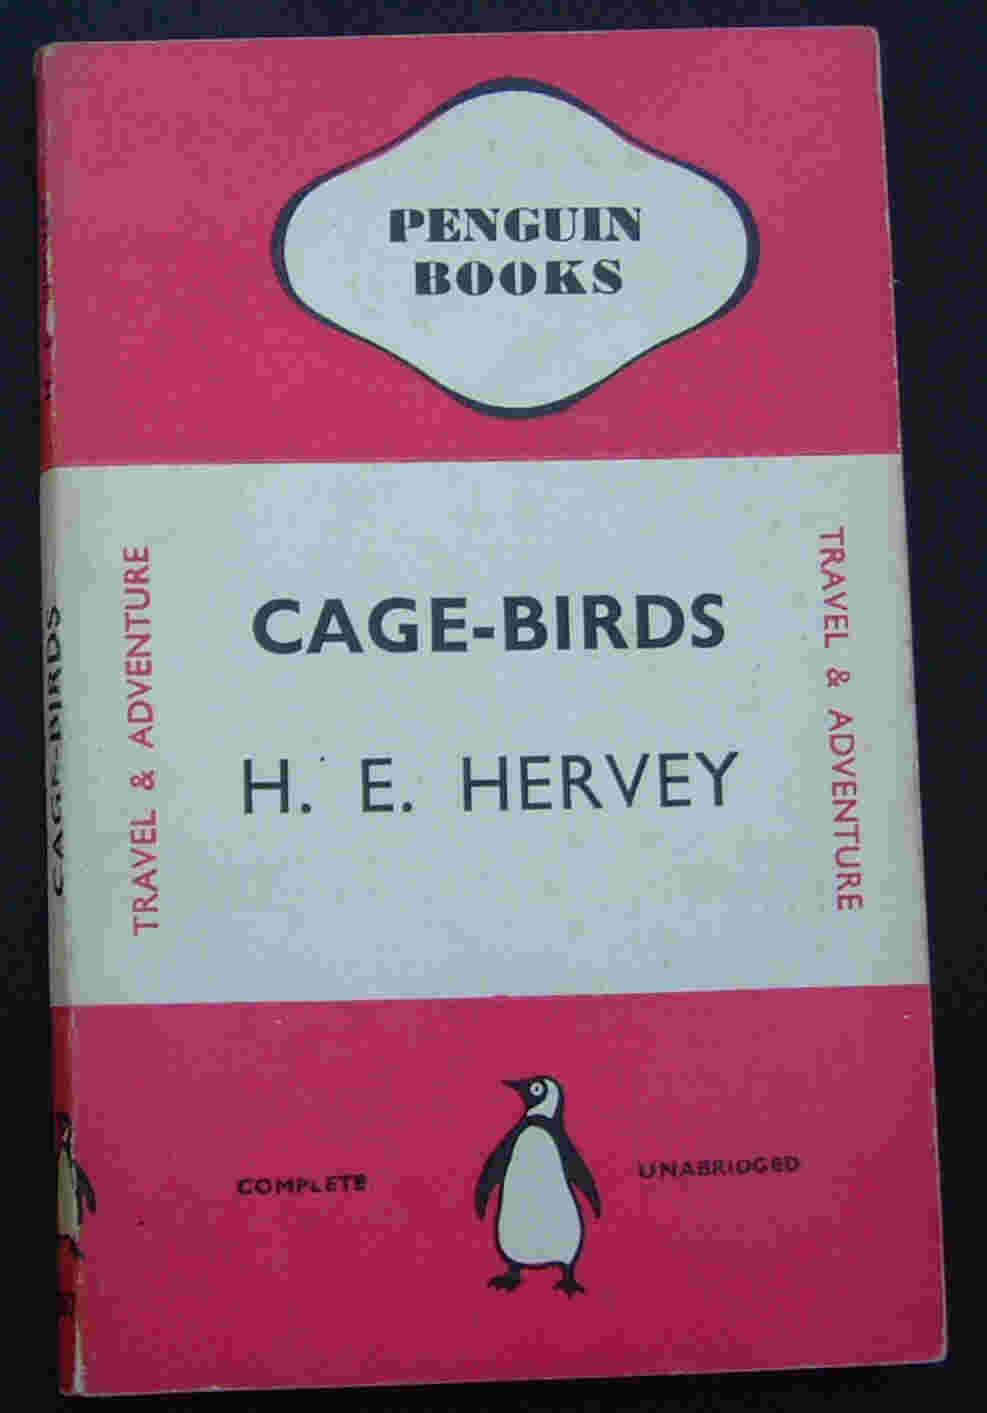 PENGUIN
BOOKS
TRAVEL & ADVENTURE
CAGE-BIRDS
H. E. HERVEY
TRAVEL & ADVENTURE
COMPLETE
UNABRIDGED
CAGE-BIRDS